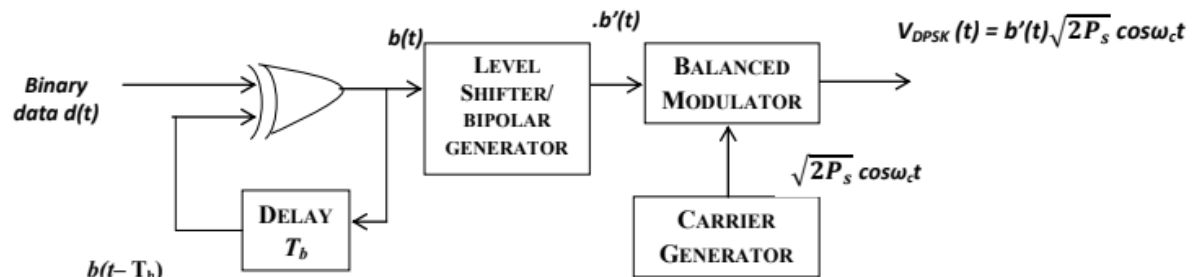 Binary
data d(t)
b(t)
LEVEL
SHIFTER/
BIPOLAR
GENERATOR
.b'(t)
BALANCED
MODULATOR
V_DPSK (t) = b'(t)√2P_s cosω_ct
√2P_s cosω_ct
CARRIER
GENERATOR
DELAY
T_b
b(t– T_b)